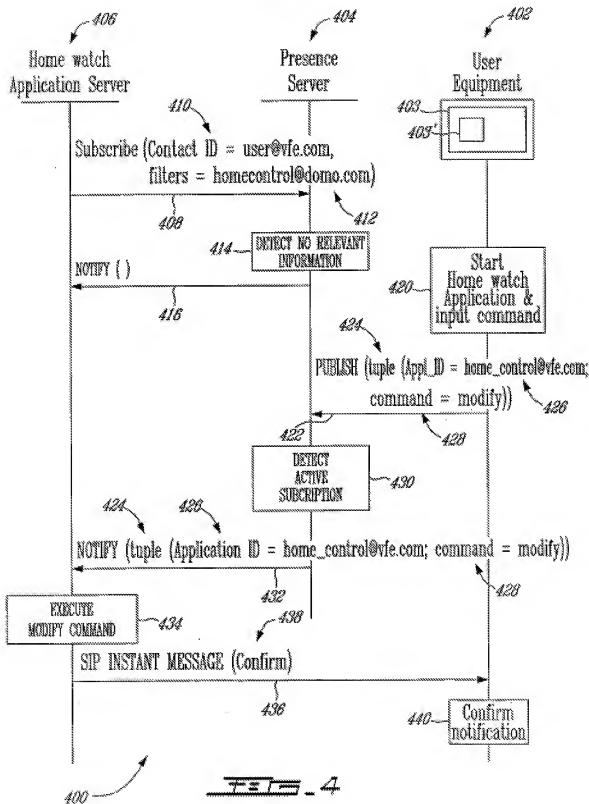 406
404
402
Home watch
Application Server
Presence
Server
User
Equipment
403
403'
410
Subscribe (Contact ID = user@vfe.com,
filters = homecontrol@domo.com)
408
412
414
DETECT NO RELEVANT
INFORMATION
NOTIFY ( )
416
420
Start
Home watch
Application &
input command
424
PUBLISH (tuple (Appl_ID = home_control@vfe.com;
command = modify))
426
422
428
DETECT
ACTIVE
SUBCRIPTION
430
424
426
NOTIFY (tuple (Application ID = home_control@vfe.com; command = modify))
432
428
EXECUTE
MODIFY COMMAND
434
438
SIP INSTANT MESSAGE (Confirm)
436
440
Confirm
notification
400
FIG. 4